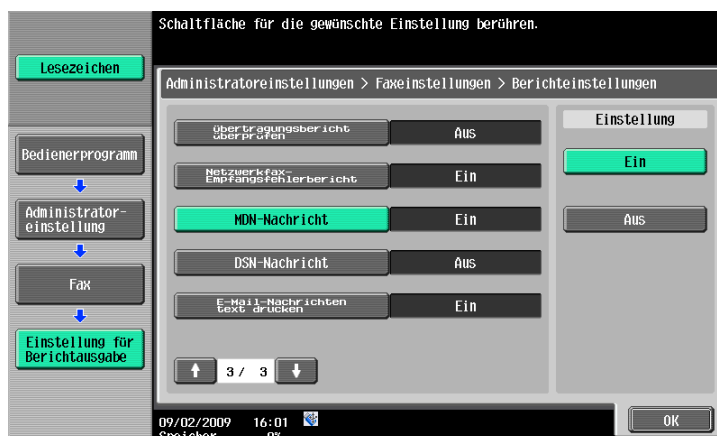 Schaltfläche für die gewünschte Einstellung berühren.
Lesezeichen
Administratoreinstellungen > Faxeinstellungen > Berichteinstellungen
Bedienerprogramm
Administrator-
einstellung
Fax
Einstellung für
Berichtausgabe
Übertragungsbericht
überprüfen
Aus
Netzwerkfax-
Empfangsfehlerbericht
Ein
MDN-Nachricht
Ein
DSN-Nachricht
Aus
E-Mail-Nachrichten
text drucken
Ein
3/ 3
Einstellung
Ein
Aus
09/02/2009 16:01
Speicher 0%
OK